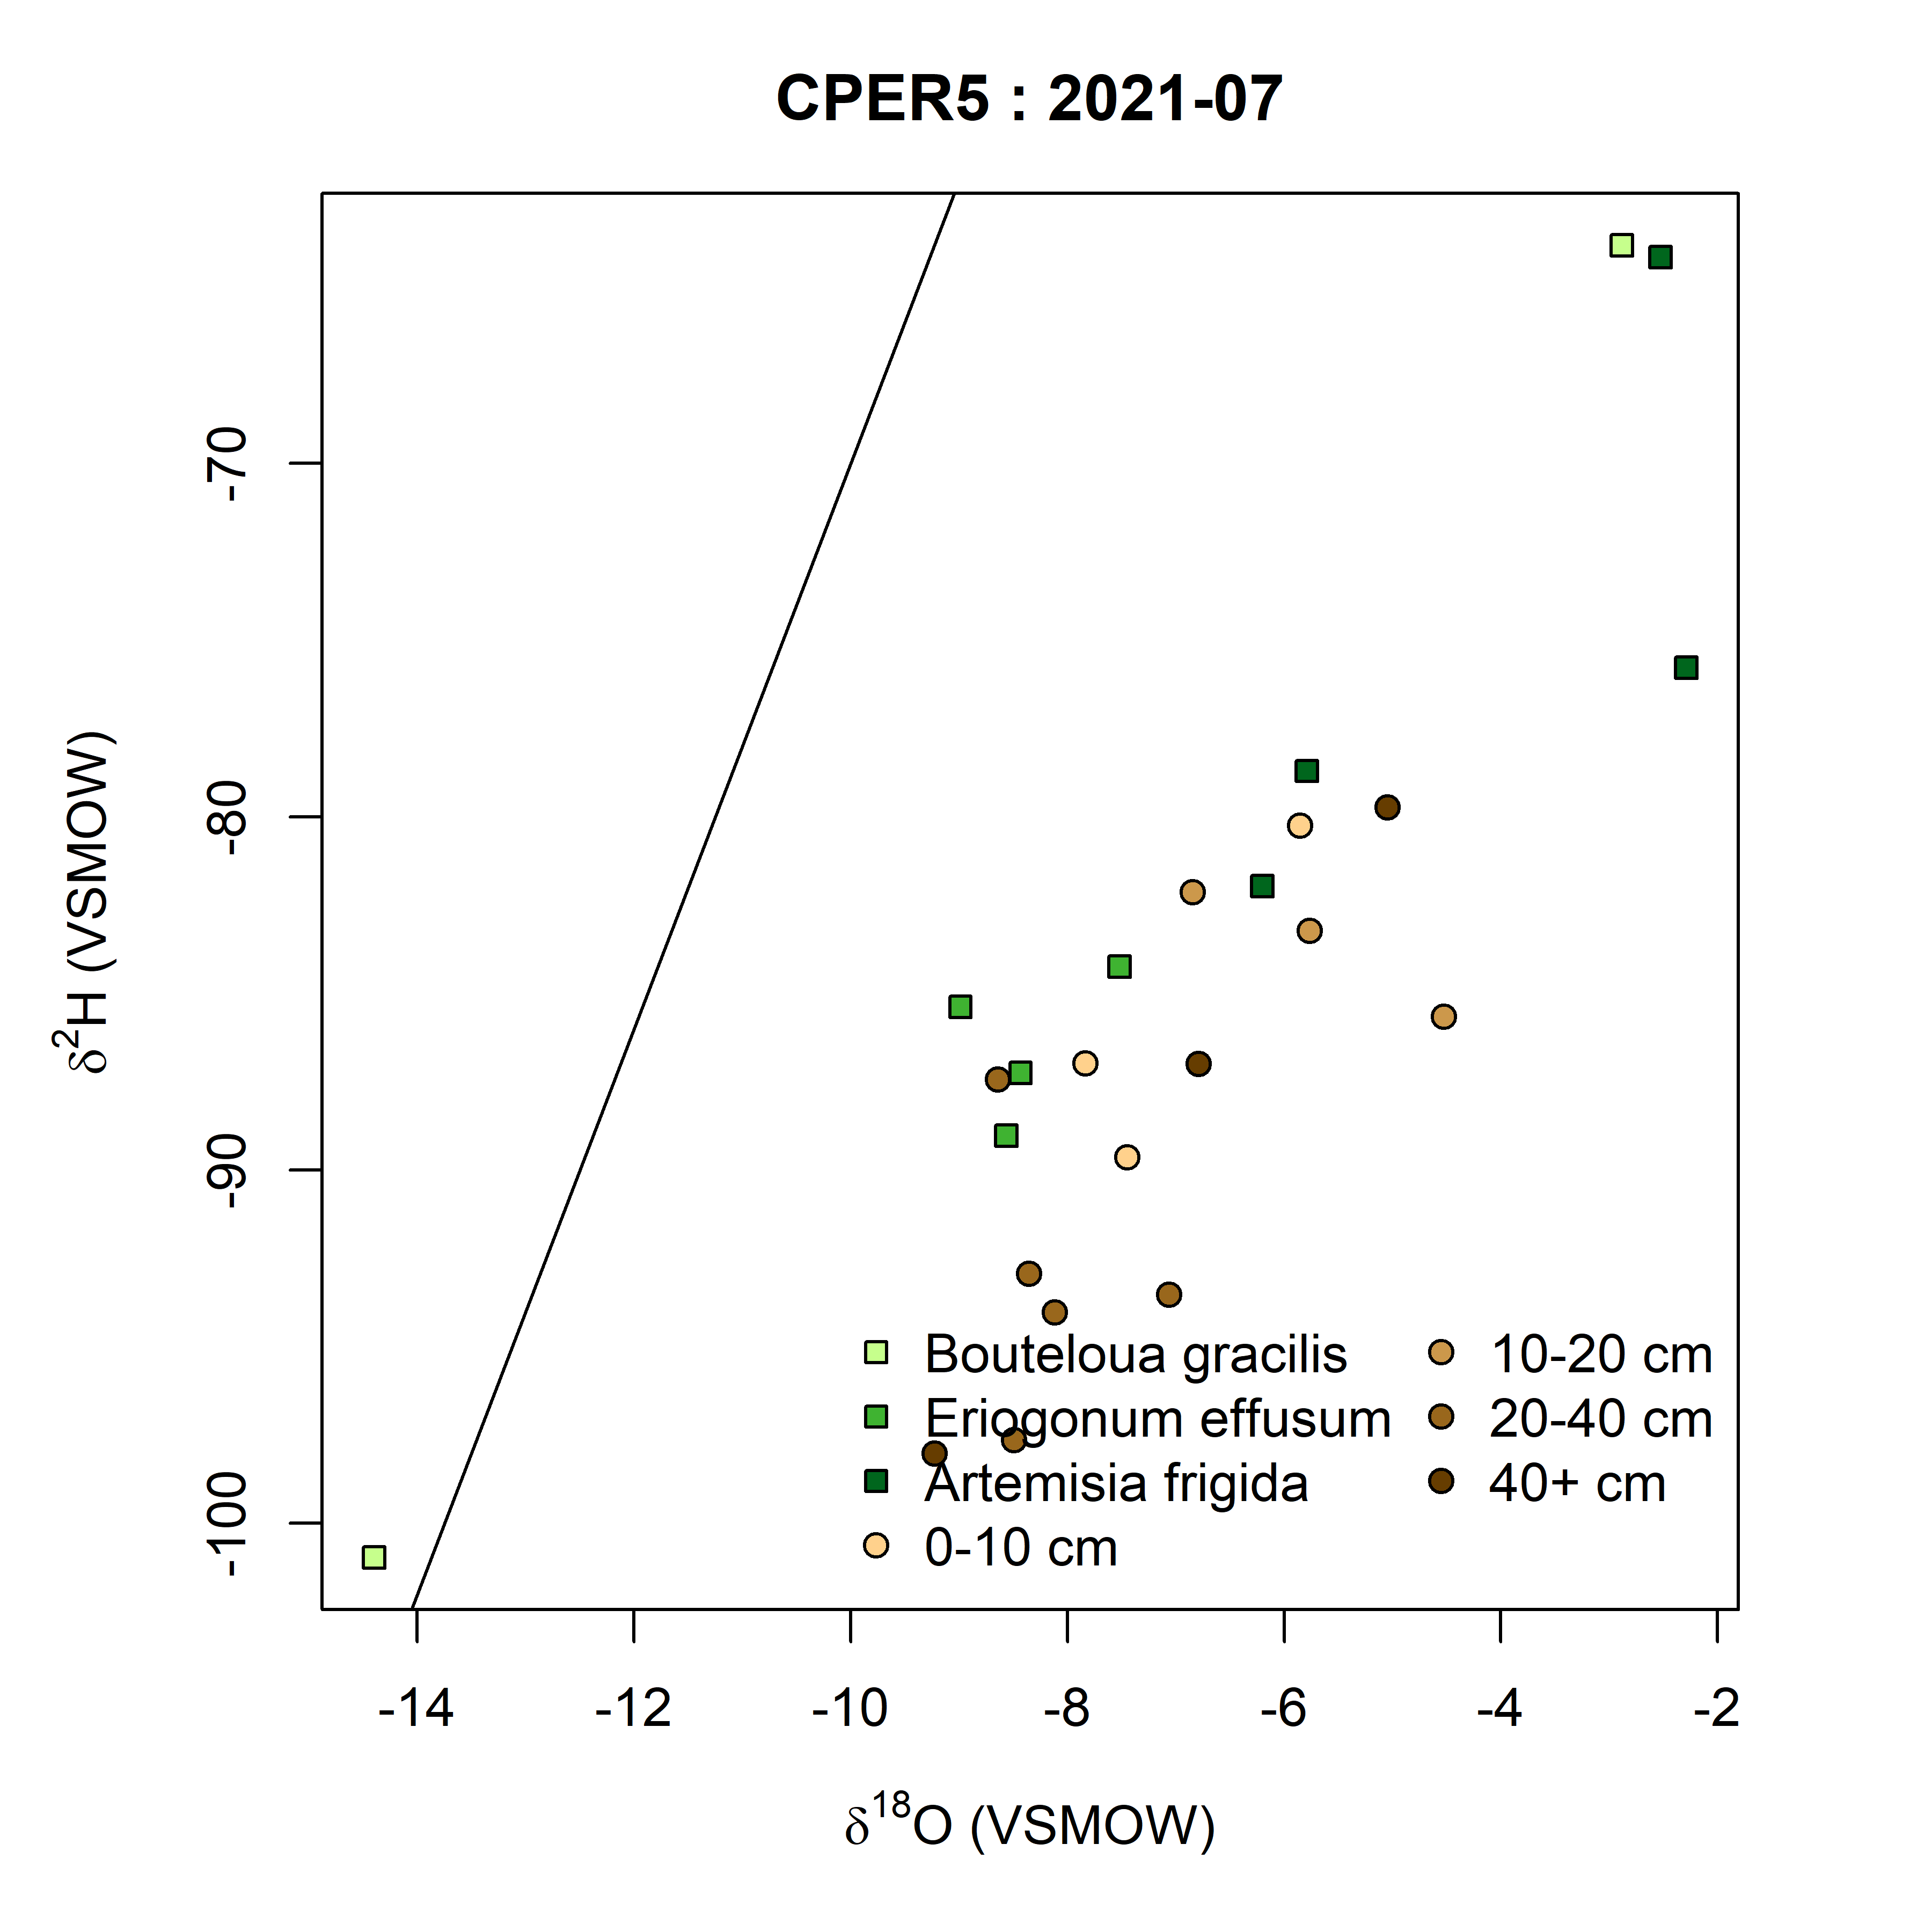 CPER5 : 2021-07
-70
-80
-90
-100
δ²H (VSMOW)
Bouteloua gracilis
Eriogonum effusum
Artemisia frigida
0-10 cm
10-20 cm
20-40 cm
40+ cm
-14 -12 -10 -8 -6 -4 -2
δ¹⁸O (VSMOW)